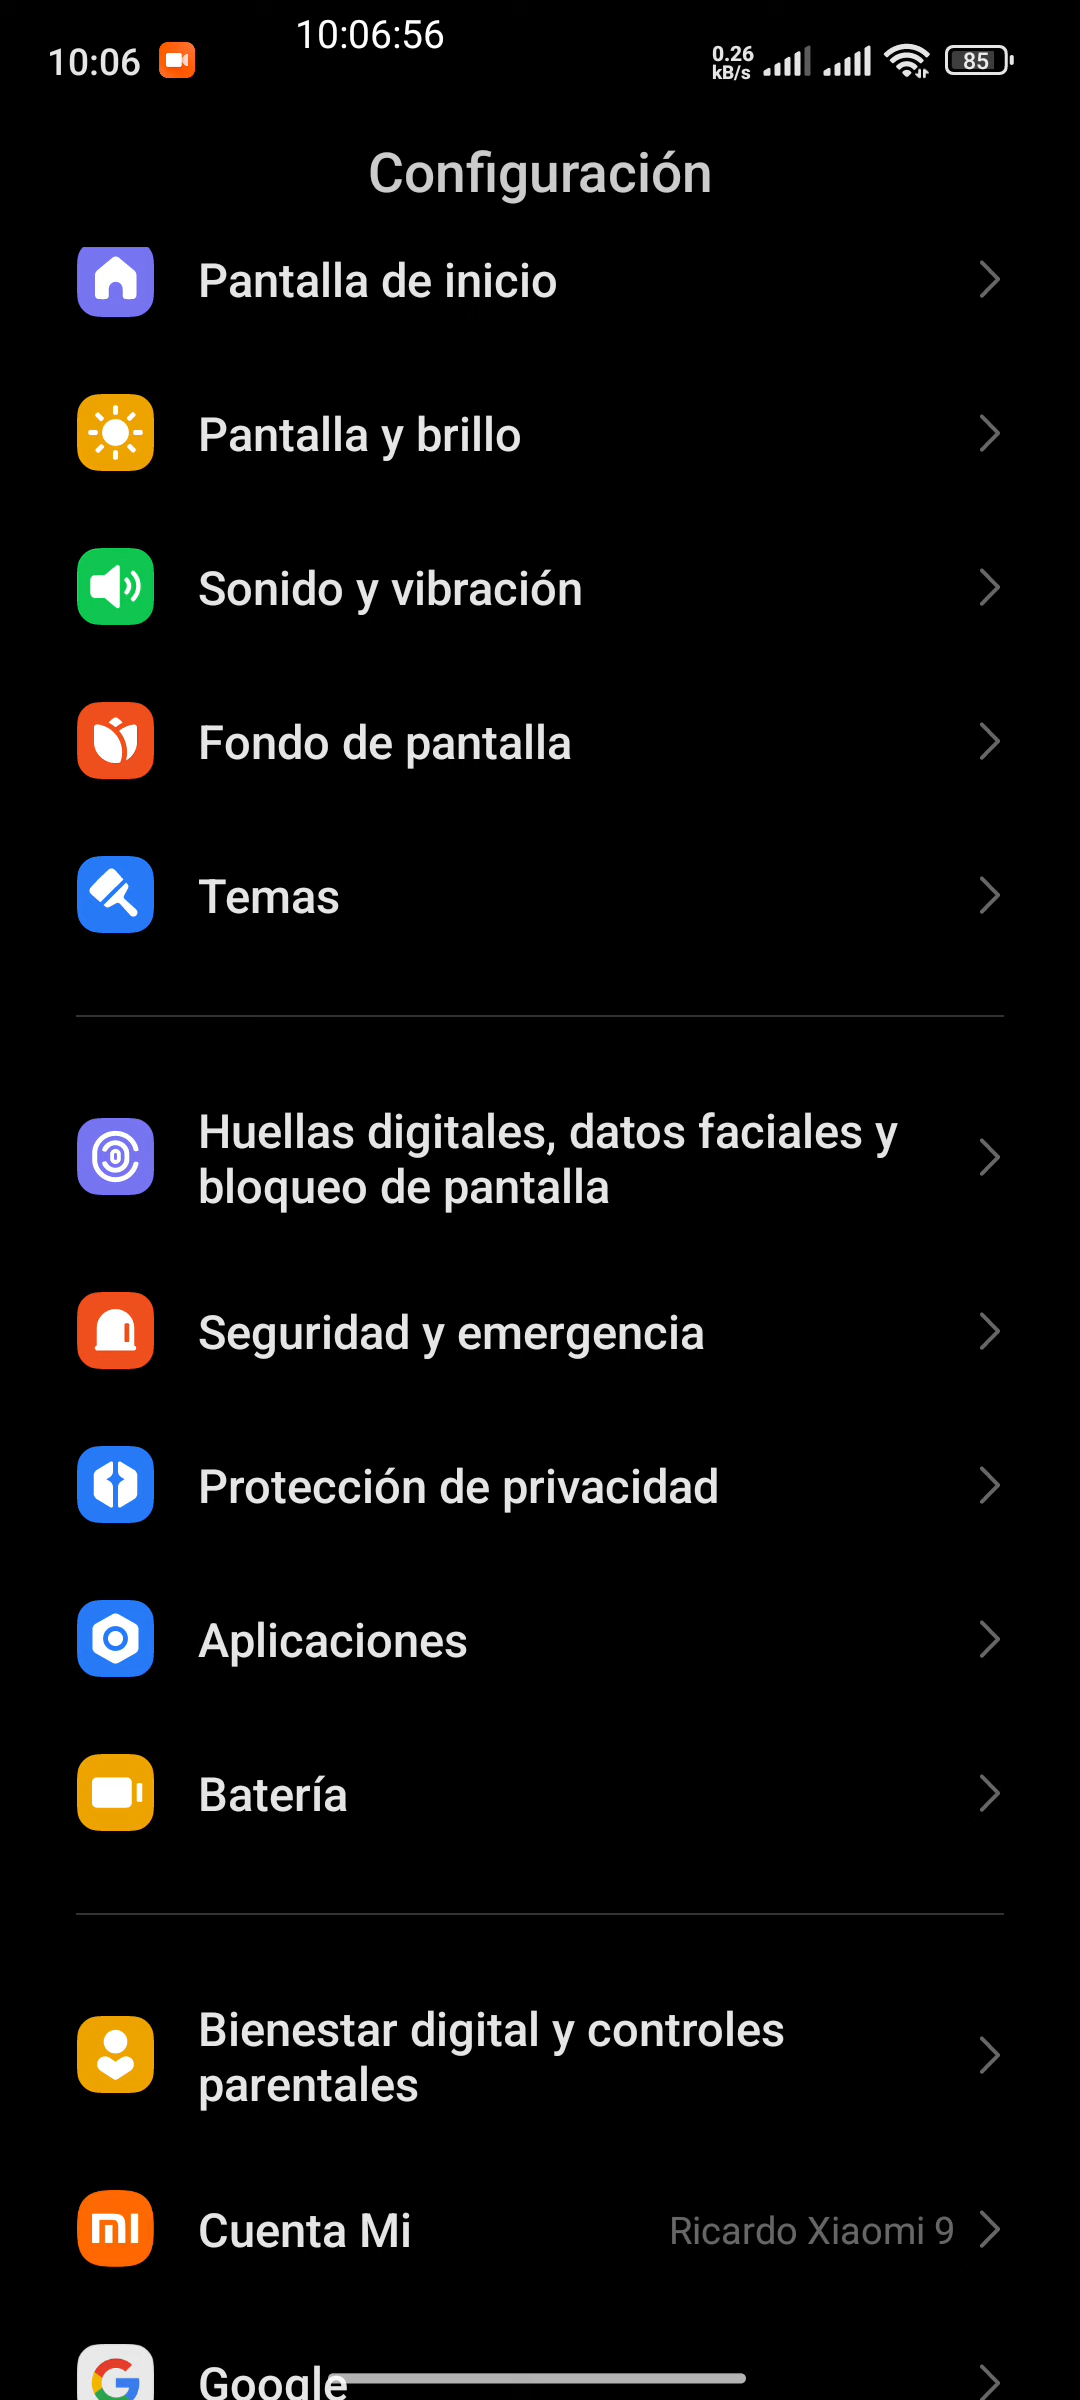 10:06
10:06:56
0.26
kB/s
85
Configuración
Pantalla de inicio
Pantalla y brillo
Sonido y vibración
Fondo de pantalla
Temas
Huellas digitales, datos faciales y
bloqueo de pantalla
Seguridad y emergencia
Protección de privacidad
Aplicaciones
Batería
Bienestar digital y controles
parentales
Cuenta Mi
Ricardo Xiaomi 9
Google